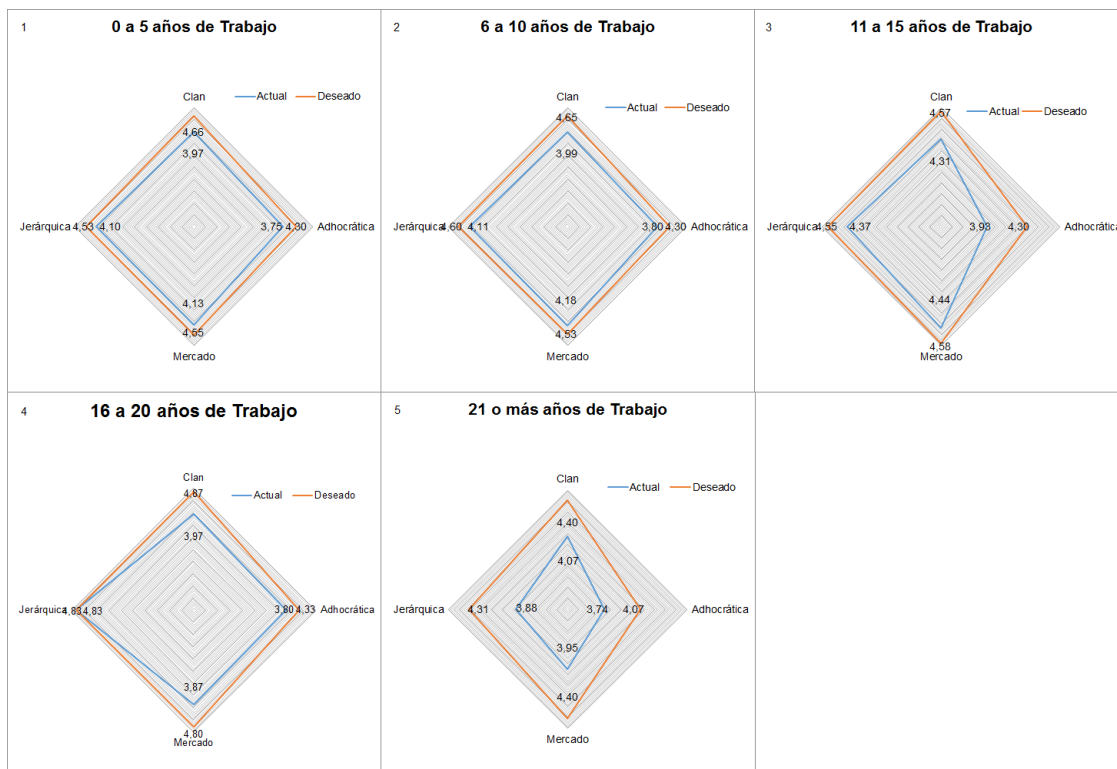 1
0 a 5 años de Trabajo
Clan
Actual
Deseado
4,66
3,97
Jerárquica
4,53
4,10
3,75
4,30
Adhocrática
4,13
4,55
Mercado
2
6 a 10 años de Trabajo
Clan
Actual
Deseado
4,65
3,99
Jerárquica
4,60
4,11
3,80
4,30
Adhocrática
4,18
4,53
Mercado
3
11 a 15 años de Trabajo
Clan
Actual
Deseado
4,57
4,31
Jerárquica
4,55
4,37
3,93
4,30
Adhocrática
4,44
4,58
Mercado
4
16 a 20 años de Trabajo
Clan
Actual
Deseado
4,87
3,97
Jerárquica
4,83
4,83
3,80
4,33
Adhocrática
3,87
4,80
Mercado
5
21 o más años de Trabajo
Clan
Actual
Deseado
4,40
4,07
Jerárquica
4,31
3,88
3,74
4,07
Adhocrática
3,95
4,40
Mercado